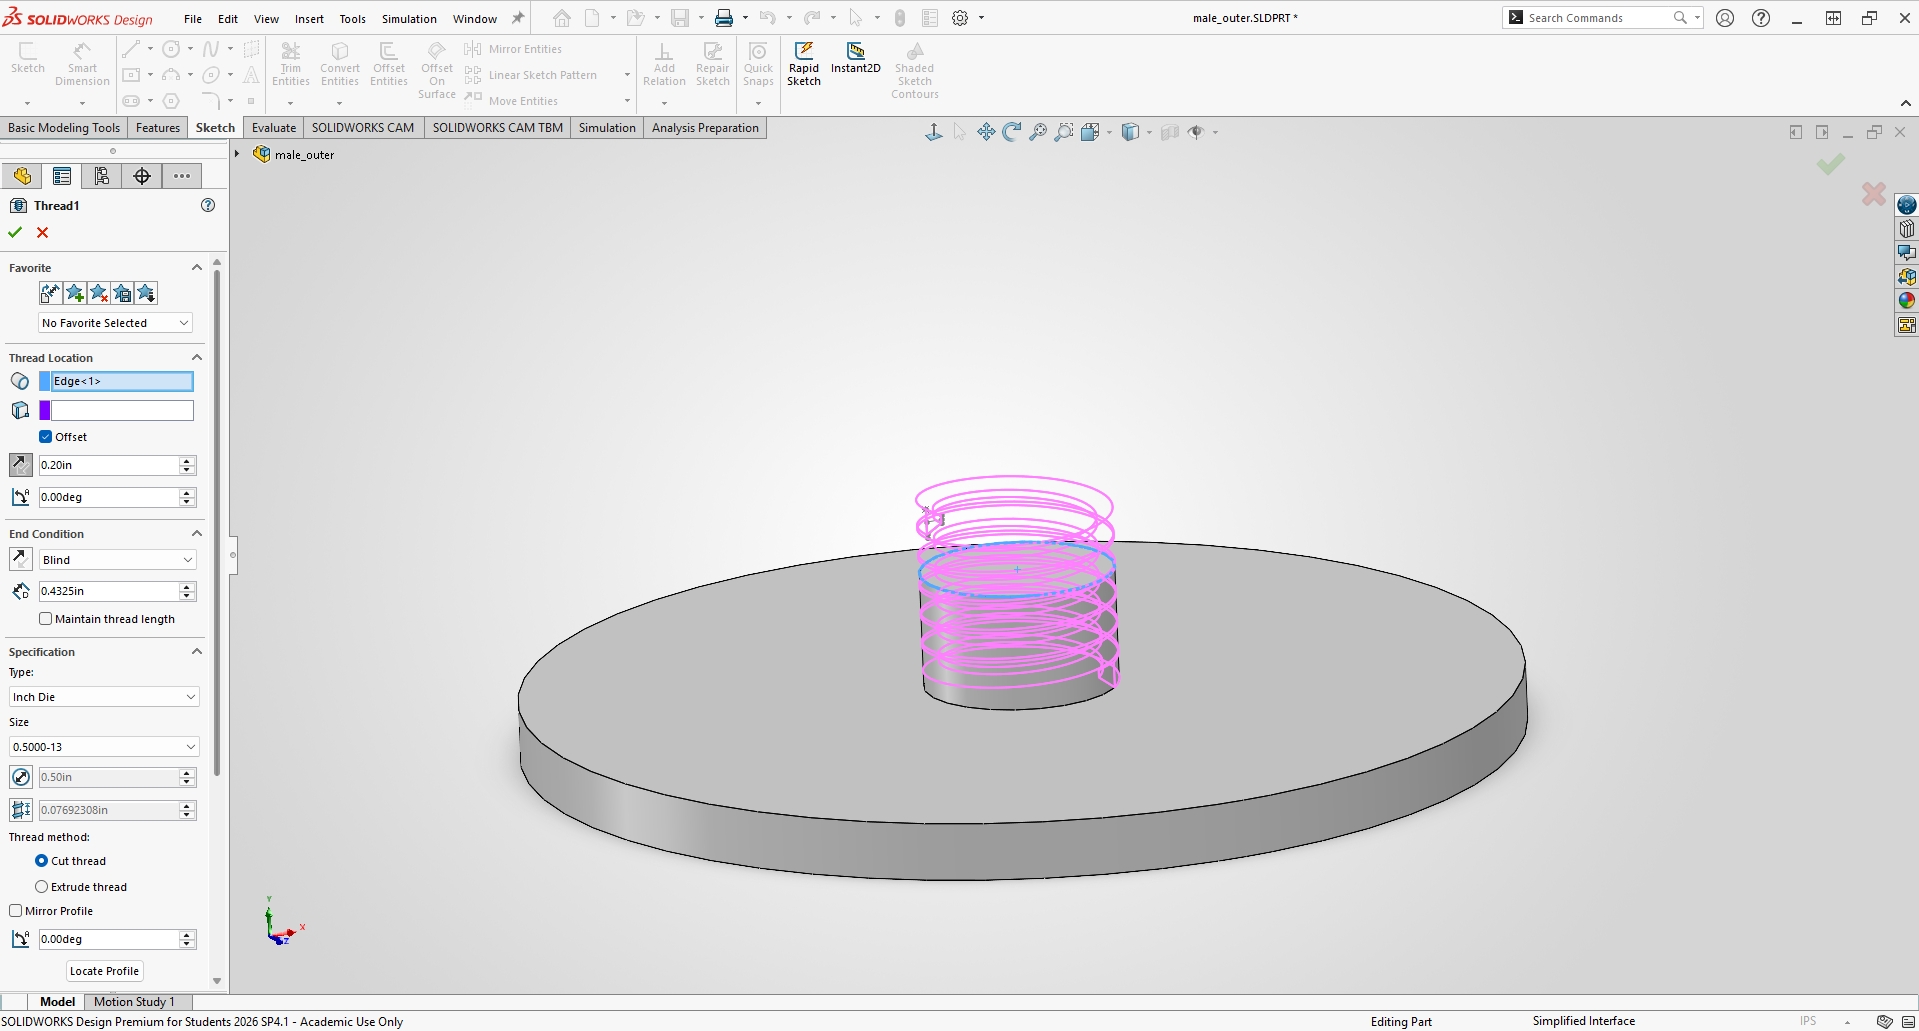 SOLIDWORKS Design File Edit View Insert Tools Simulation Window male_outer.SLDPRT * Search Commands
Sketch Smart Dimension Trim Entities Convert Entities Offset Entities Offset On Surface Mirror Entities Linear Sketch Pattern Move Entities Add Relation Repair Sketch Quick Snaps Rapid Sketch Instant2D Shaded Sketch Contours
Basic Modeling Tools Features Sketch Evaluate SOLIDWORKS CAM SOLIDWORKS CAM TBM Simulation Analysis Preparation
male_outer
Thread1
Favorite
No Favorite Selected
Thread Location
Edge<1>
Offset
0.20in
0.00deg
End Condition
Blind
0.4325in
Maintain thread length
Specification
Type:
Inch Die
Size
0.5000-13
0.50in
0.07692308in
Thread method:
Cut thread
Extrude thread
Mirror Profile
0.00deg
Locate Profile
Y
X
Z
Model Motion Study 1
SOLIDWORKS Design Premium for Students 2026 SP4.1 - Academic Use Only Editing Part Simplified Interface IPS